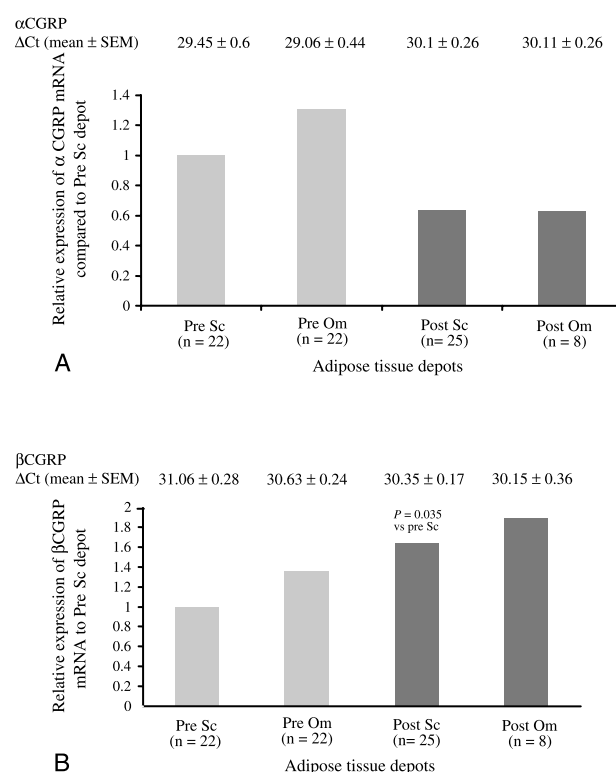 αCGRP
ΔCt (mean ± SEM) 29.45 ± 0.6 29.06 ± 0.44 30.1 ± 0.26 30.11 ± 0.26
Relative expression of α CGRP mRNA
compared to Pre Sc depot
1.4
1.2
1
0.8
0.6
0.4
0.2
0
Pre Sc Pre Om Post Sc Post Om
(n = 22) (n = 22) (n = 25) (n = 8)
A
Adipose tissue depots
βCGRP
ΔCt (mean ± SEM) 31.06 ± 0.28 30.63 ± 0.24 30.35 ± 0.17 30.15 ± 0.36
Relative expression of βCGRP
mRNA to Pre Sc depot
2
1.8
1.6
1.4
1.2
1
0.8
0.6
0.4
0.2
0
P = 0.035
vs pre Sc
Pre Sc Pre Om Post Sc Post Om
(n = 22) (n = 22) (n= 25) (n = 8)
B
Adipose tissue depots